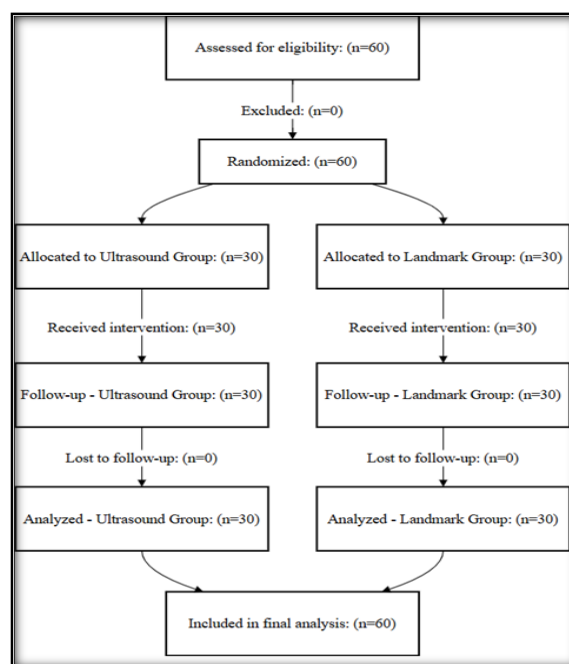 Assessed for eligibility: (n=60)
Excluded: (n=0)
Randomized: (n=60)
Allocated to Ultrasound Group: (n=30)
Allocated to Landmark Group: (n=30)
Received intervention: (n=30)
Received intervention: (n=30)
Follow-up - Ultrasound Group: (n=30)
Follow-up - Landmark Group: (n=30)
Lost to follow-up: (n=0)
Lost to follow-up: (n=0)
Analyzed - Ultrasound Group: (n=30)
Analyzed - Landmark Group: (n=30)
Included in final analysis: (n=60)